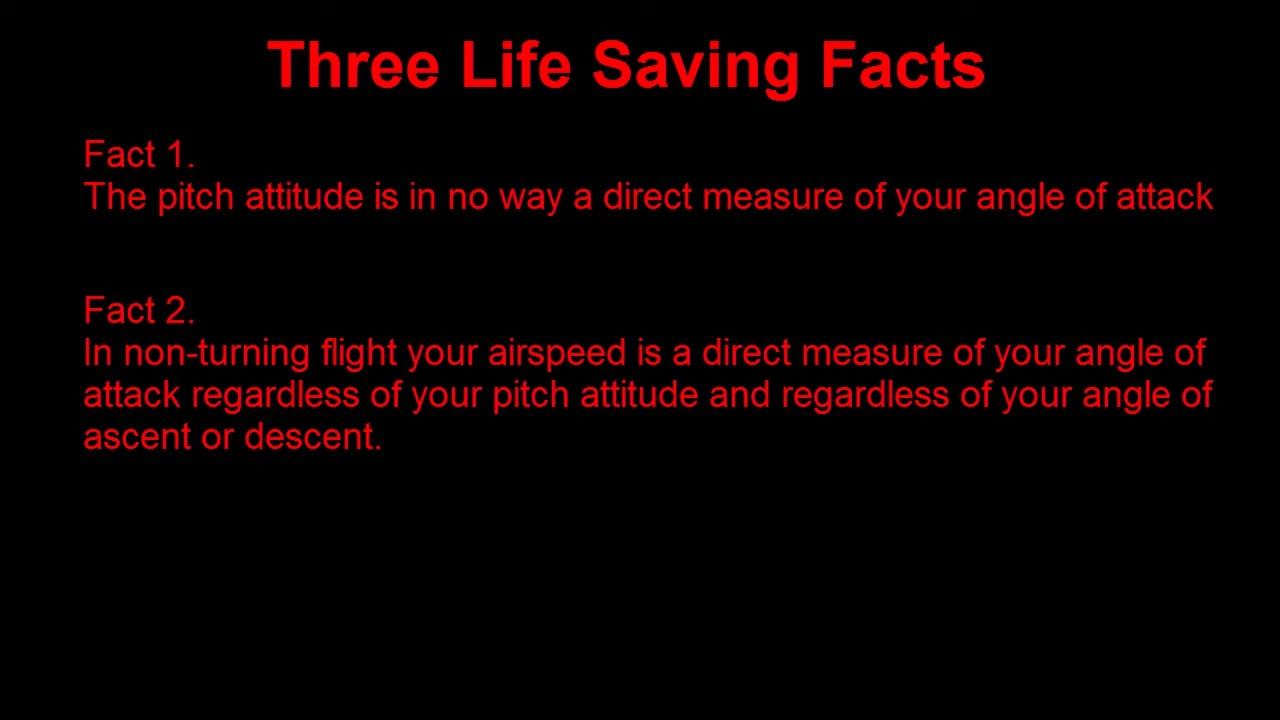 Three Life Saving Facts
Fact 1.
The pitch attitude is in no way a direct measure of your angle of attack
Fact 2.
In non-turning flight your airspeed is a direct measure of your angle of
attack regardless of your pitch attitude and regardless of your angle of
ascent or descent.